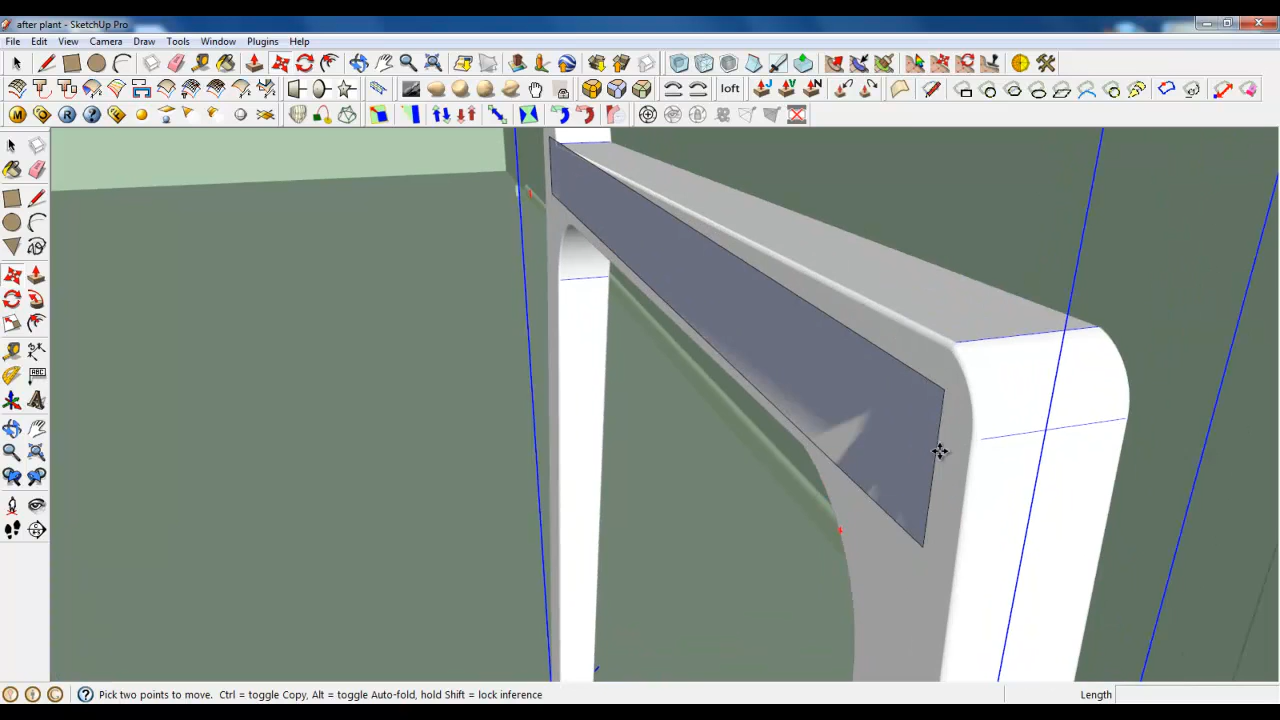 after plant - SketchUp Pro
File Edit View Camera Draw Tools Window Plugins Help
loft
M O R ? E
ABC
Pick two points to move. Ctrl = toggle Copy, Alt = toggle Auto-fold, hold Shift = lock inference
Length